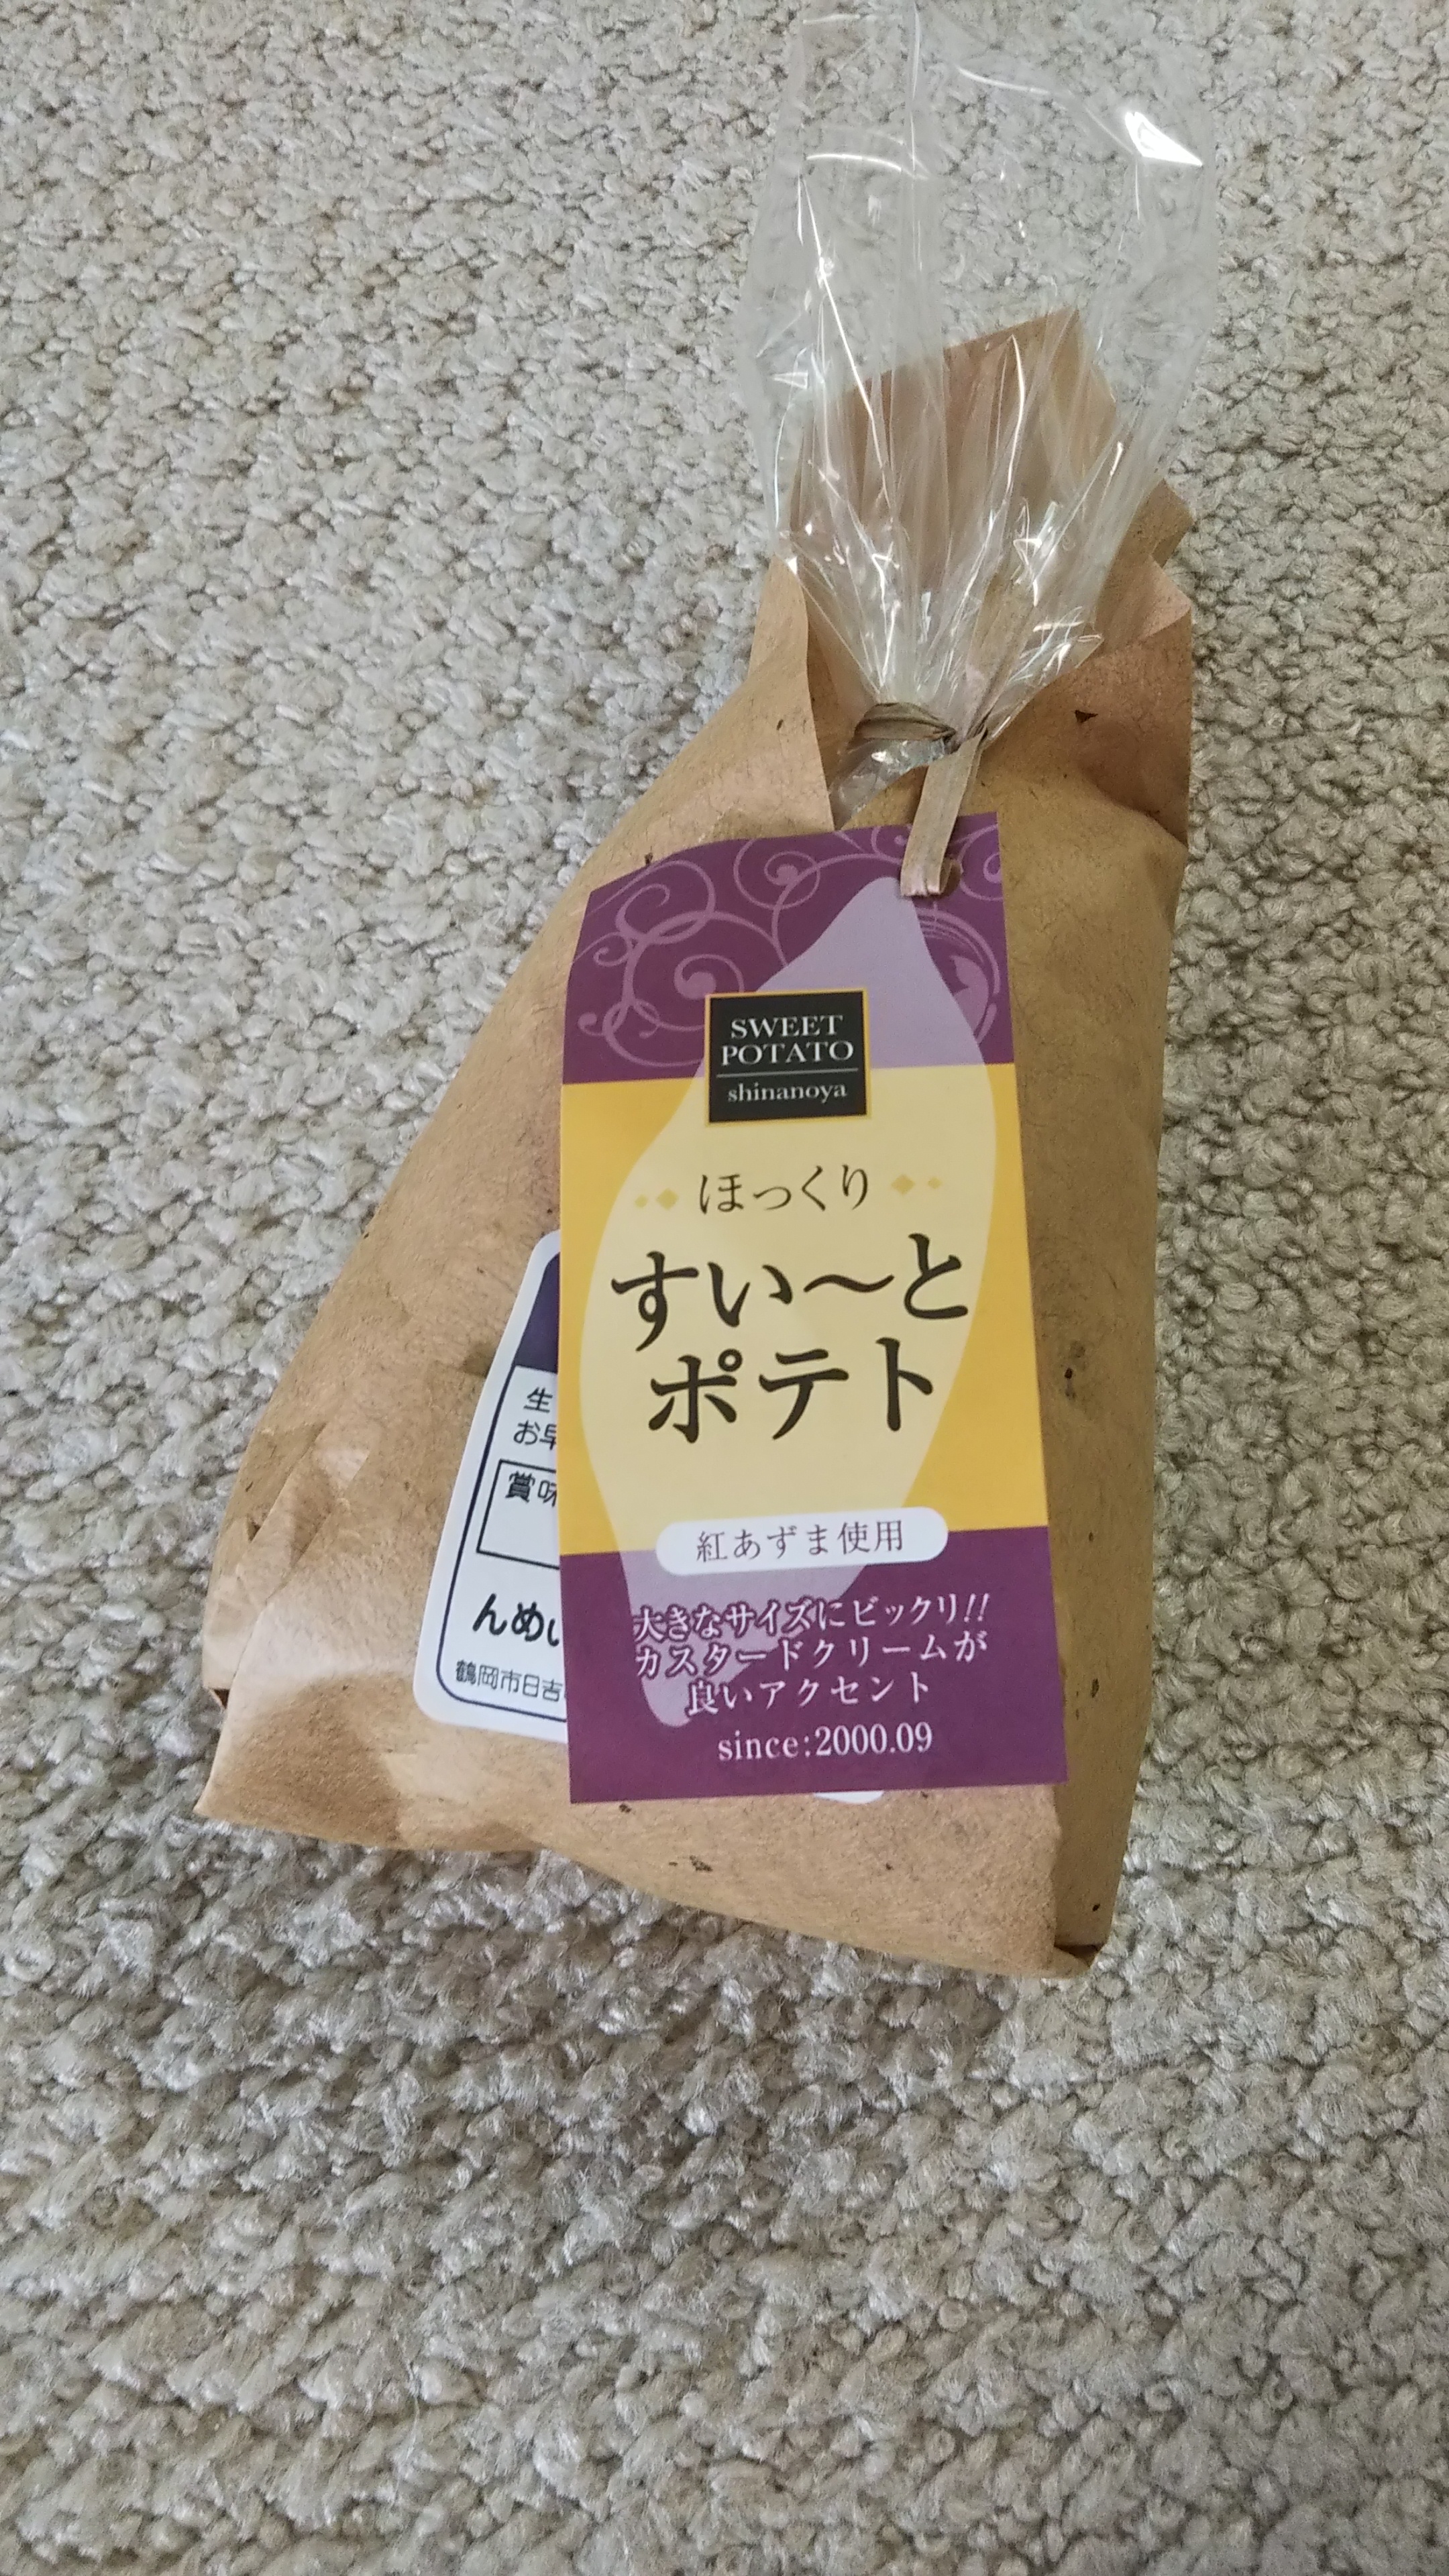 SWEET
POTATO
shinanoya
ほっくり
すい〜と
ポテト
紅あずま使用
大きなサイズにビックリ!!
カスタードクリームが
良いアクセント
since:2000.09
生
お早
賞味
んめい
鶴岡市日吉